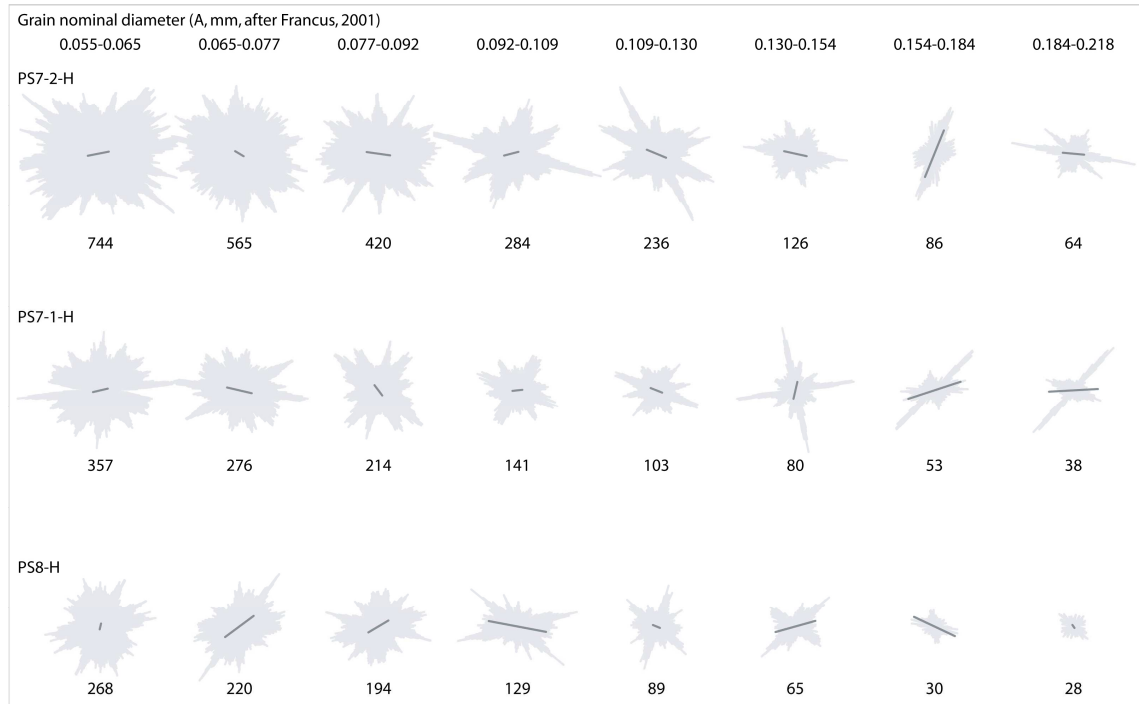 Grain nominal diameter (A, mm, after Francus, 2001)
0.055-0.065 0.065-0.077 0.077-0.092 0.092-0.109 0.109-0.130 0.130-0.154 0.154-0.184 0.184-0.218
PS7-2-H
744 565 420 284 236 126 86 64
PS7-1-H
357 276 214 141 103 80 53 38
PS8-H
268 220 194 129 89 65 30 28